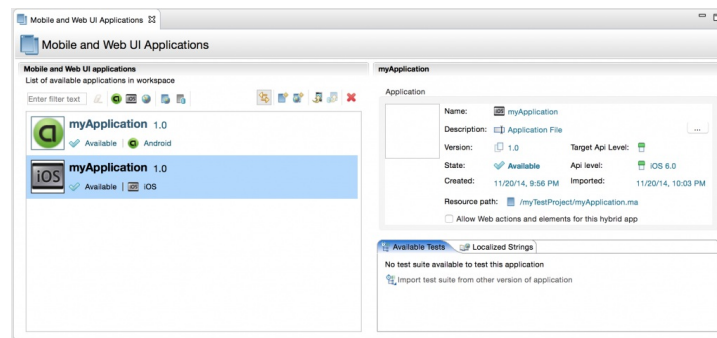 Mobile and Web UI Applications
Mobile and Web UI Applications
Mobile and Web UI applications
List of available applications in workspace
Enter filter text
myApplication 1.0
Available | Android
iOS
myApplication 1.0
Available | iOS
myApplication
Application
Name: myApplication
Description: Application File ...
Version: 1.0 Target Api Level:
State: Available Api level: iOS 6.0
Created: 11/20/14, 9:56 PM Imported: 11/20/14, 10:03 PM
Resource path: /myTestProject/myApplication.ma
Allow Web actions and elements for this hybrid app
Available Tests Localized Strings
No test suite available to test this application
Import test suite from other version of application